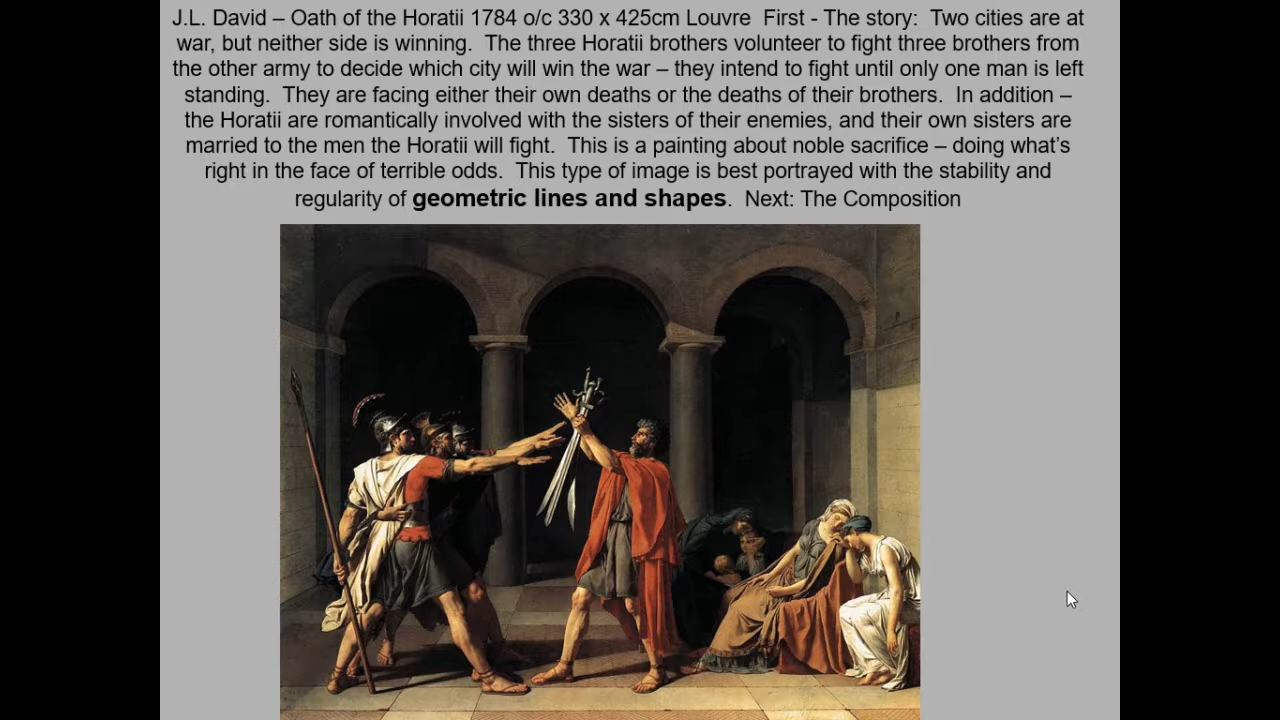 J.L. David – Oath of the Horatii 1784 o/c 330 x 425cm Louvre  First - The story:  Two cities are at
war, but neither side is winning.  The three Horatii brothers volunteer to fight three brothers from
the other army to decide which city will win the war – they intend to fight until only one man is left
standing.  They are facing either their own deaths or the deaths of their brothers.  In addition –
the Horatii are romantically involved with the sisters of their enemies, and their own sisters are
married to the men the Horatii will fight.  This is a painting about noble sacrifice – doing what's
right in the face of terrible odds.  This type of image is best portrayed with the stability and
regularity of geometric lines and shapes.  Next: The Composition